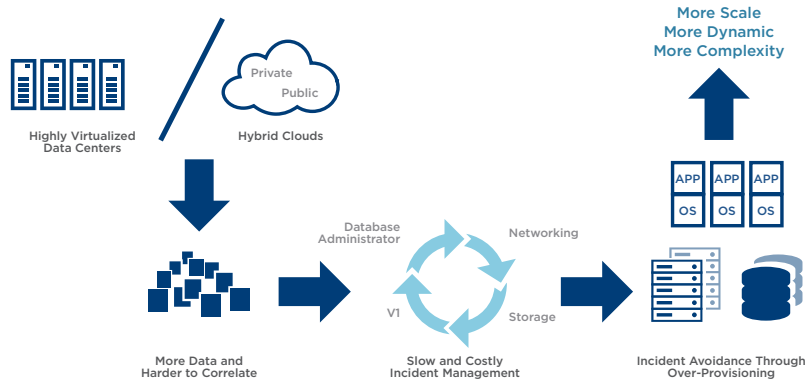 More Scale
More Dynamic
More Complexity
Private
Public
Highly Virtualized
Data Centers
Hybrid Clouds
APP APP APP
OS OS OS
Database
Administrator
Networking
V1
Storage
More Data and
Harder to Correlate
Slow and Costly
Incident Management
Incident Avoidance Through
Over-Provisioning